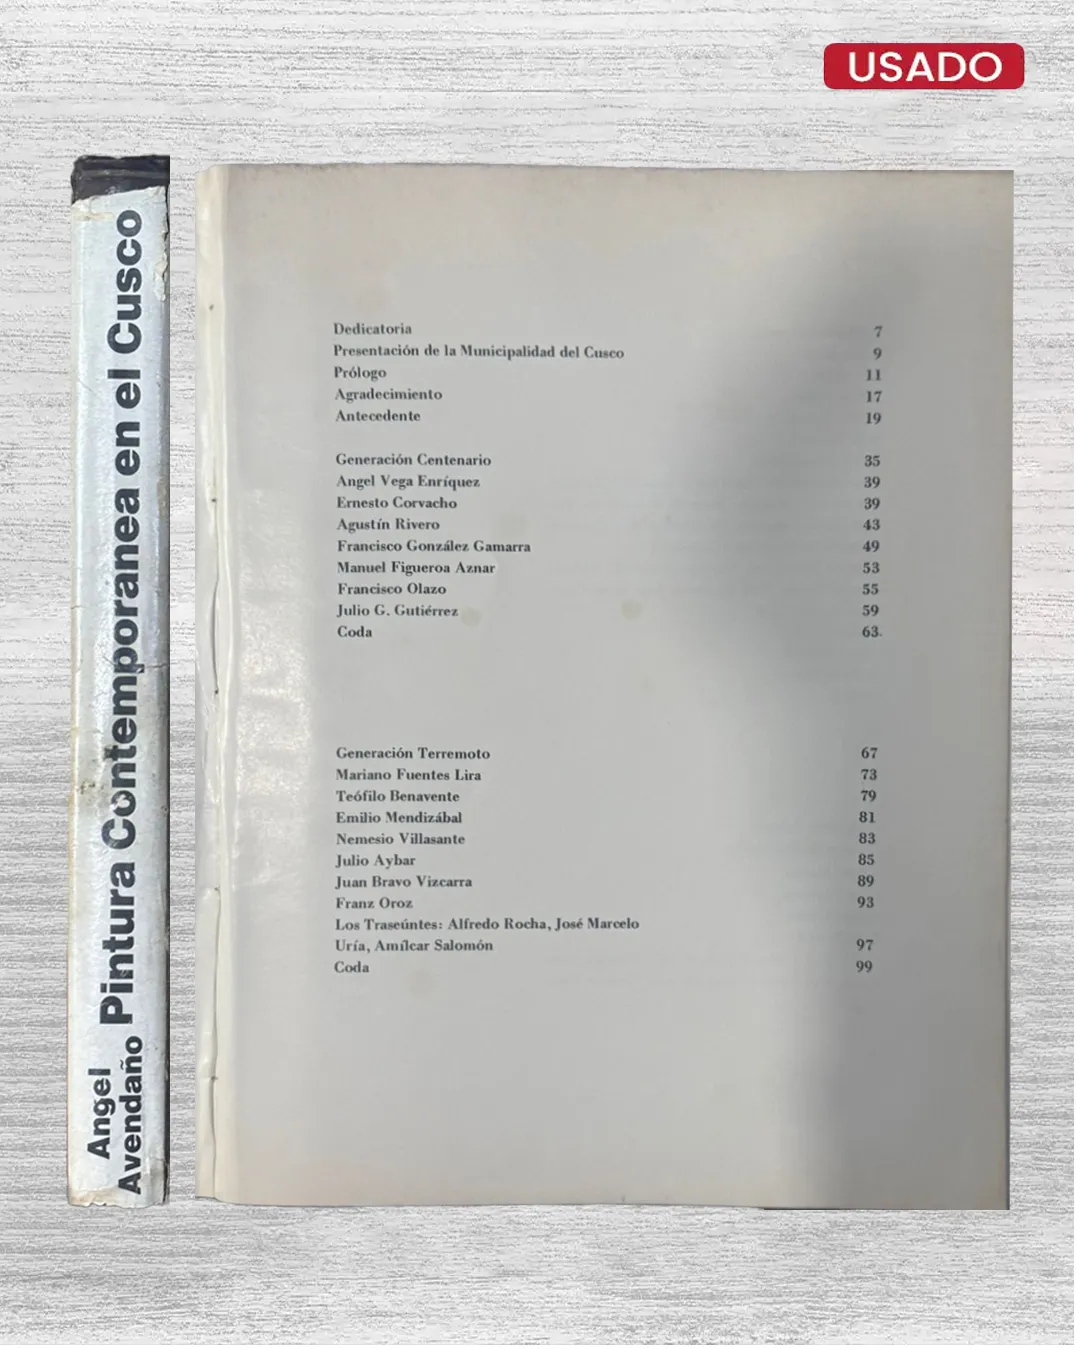 USADO
Angel
Avendaño
Pintura Contemporanea en el Cusco
Dedicatoria 7
Presentación de la Municipalidad del Cusco 9
Prólogo 11
Agradecimiento 17
Antecedente 19
Generación Centenario 35
Angel Vega Enríquez 39
Ernesto Corvacho 39
Agustín Rivero 43
Francisco González Gamarra 49
Manuel Figueroa Aznar 53
Francisco Olazo 55
Julio G. Gutiérrez 59
Coda 63.
Generación Terremoto 67
Mariano Fuentes Lira 73
Teófilo Benavente 79
Emilio Mendizábal 81
Nemesio Villasante 83
Julio Aybar 85
Juan Bravo Vizcarra 89
Franz Oroz 93
Los Traseúntes: Alfredo Rocha, José Marcelo
Uría, Amílcar Salomón 97
Coda 99